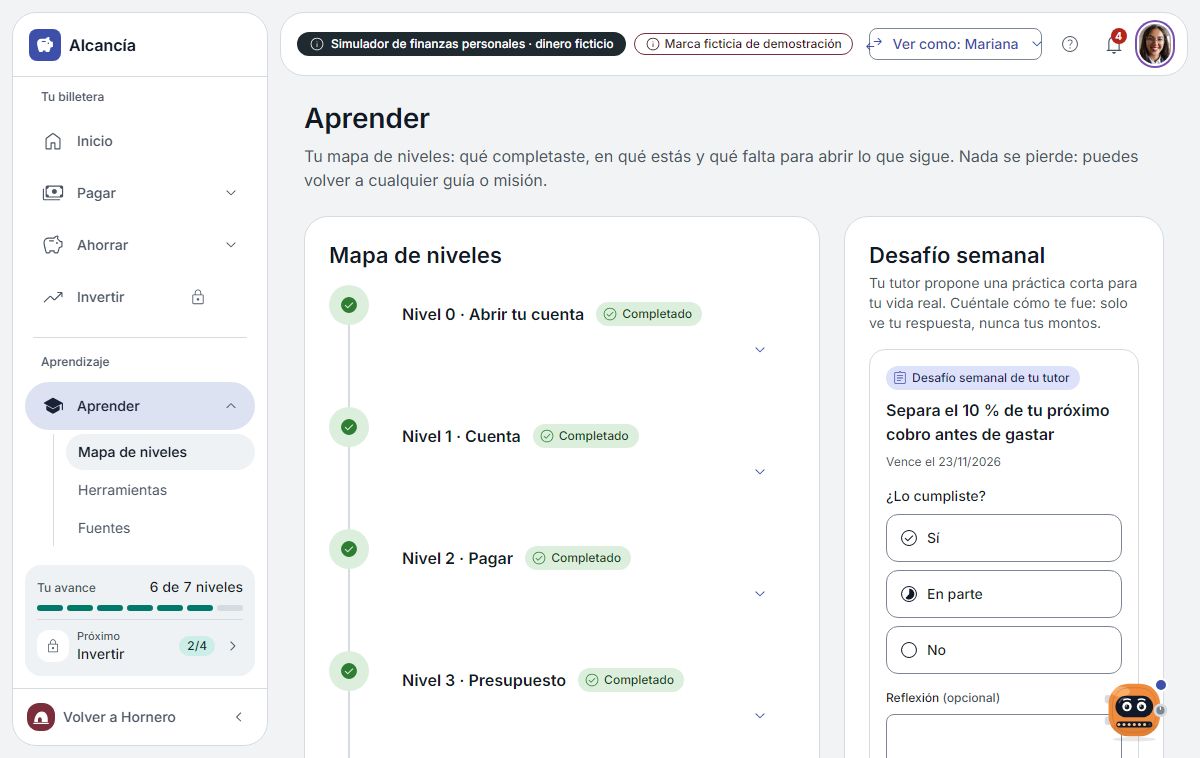 Alcancía
Tu billetera
Inicio
Pagar
Ahorrar
Invertir
Aprendizaje
Aprender
Mapa de niveles
Herramientas
Fuentes
Tu avance 6 de 7 niveles
Próximo
Invertir
2/4
Volver a Hornero
Simulador de finanzas personales · dinero ficticio
Marca ficticia de demostración
Ver como: Mariana
4
Aprender
Tu mapa de niveles: qué completaste, en qué estás y qué falta para abrir lo que sigue. Nada se pierde: puedes
volver a cualquier guía o misión.
Mapa de niveles
Nivel 0 · Abrir tu cuenta Completado
Nivel 1 · Cuenta Completado
Nivel 2 · Pagar Completado
Nivel 3 · Presupuesto Completado
Desafío semanal
Tu tutor propone una práctica corta para
tu vida real. Cuéntale cómo te fue: solo
ve tu respuesta, nunca tus montos.
Desafío semanal de tu tutor
Separa el 10 % de tu próximo
cobro antes de gastar
Vence el 23/11/2026
¿Lo cumpliste?
Sí
En parte
No
Reflexión (opcional)